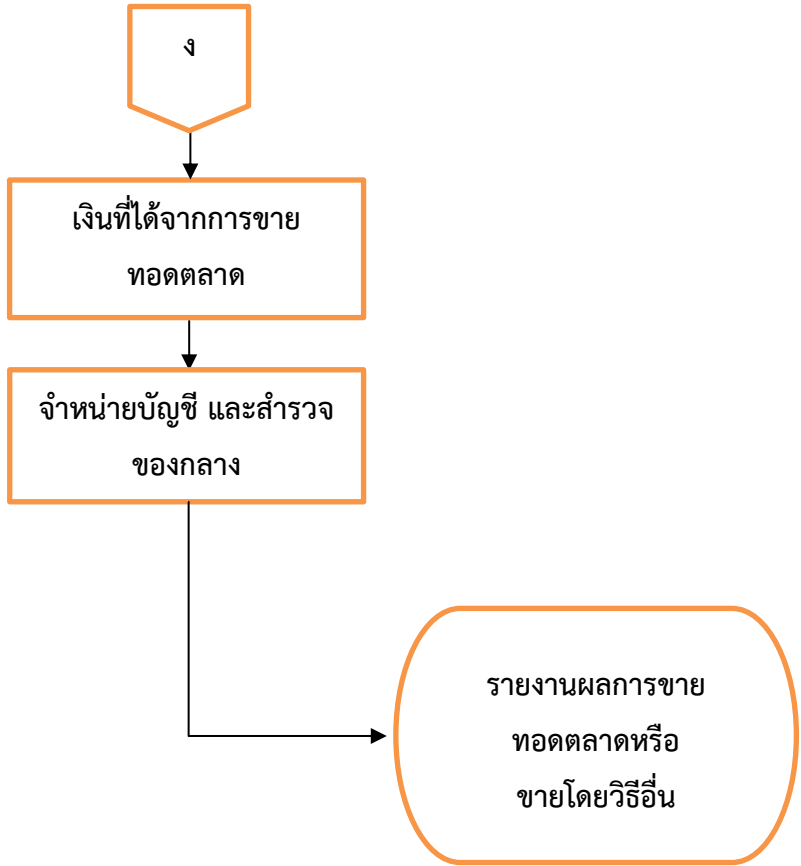 ง
เงินที่ได้จากการขาย
ทอดตลาด
จำหน่ายบัญชี และสำรวจ
ของกลาง
รายงานผลการขาย
ทอดตลาดหรือ
ขายโดยวิธีอื่น